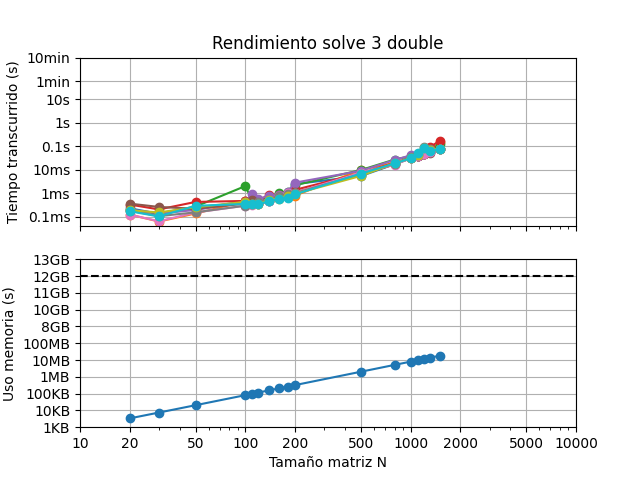 Rendimiento solve 3 double
Tiempo transcurrido (s)
10min
1min
10s
1s
0.1s
10ms
1ms
0.1ms
Uso memoria (s)
13GB
12GB
11GB
10GB
8GB
100MB
10MB
1MB
100KB
10KB
1KB
10 20 50 100 200 500 1000 2000 5000 10000
Tamaño matriz N